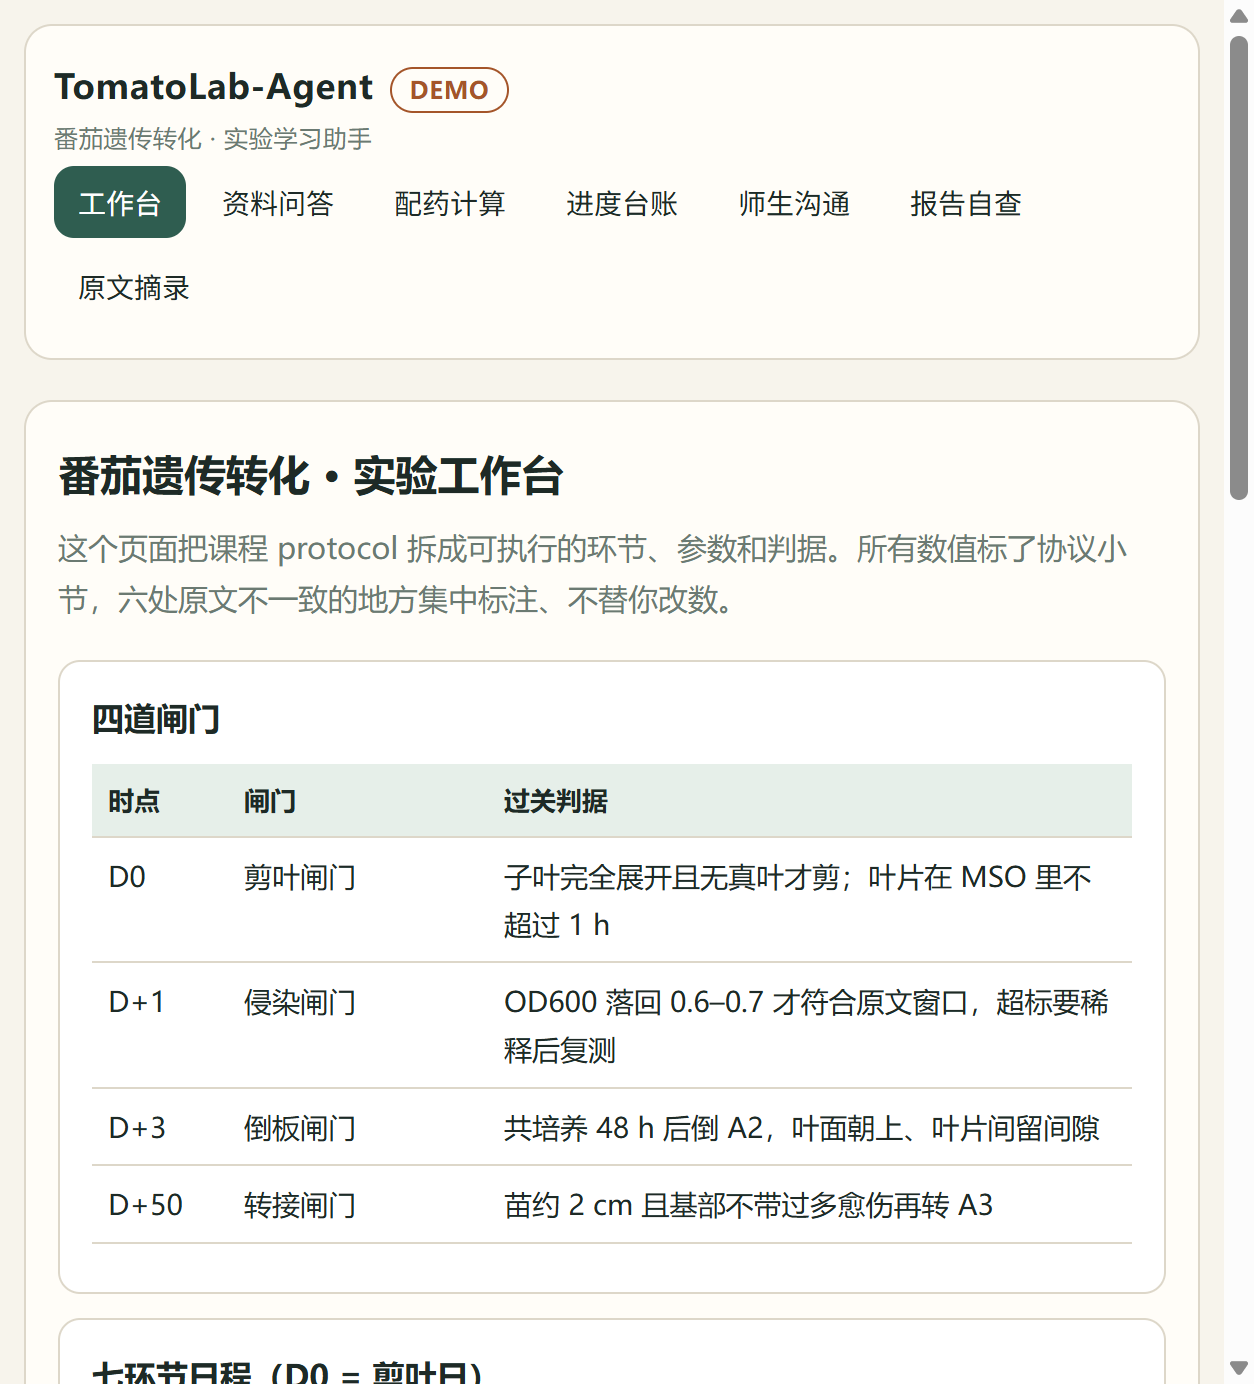 TomatoLab-Agent DEMO
番茄遗传转化 · 实验学习助手
工作台 资料问答 配药计算 进度台账 师生沟通 报告自查
原文摘录
番茄遗传转化 · 实验工作台
这个页面把课程 protocol 拆成可执行的环节、参数和判据。所有数值标了协议小
节，六处原文不一致的地方集中标注、不替你改数。
四道闸门
时点 闸门 过关判据
D0 剪叶闸门 子叶完全展开且无真叶才剪；叶片在 MSO 里不
超过 1 h
D+1 侵染闸门 OD600 落回 0.6–0.7 才符合原文窗口，超标要稀
释后复测
D+3 倒板闸门 共培养 48 h 后倒 A2，叶面朝上、叶片间留间隙
D+50 转接闸门 苗约 2 cm 且基部不带过多愈伤再转 A3
七环节日程（D0 = 剪叶日）